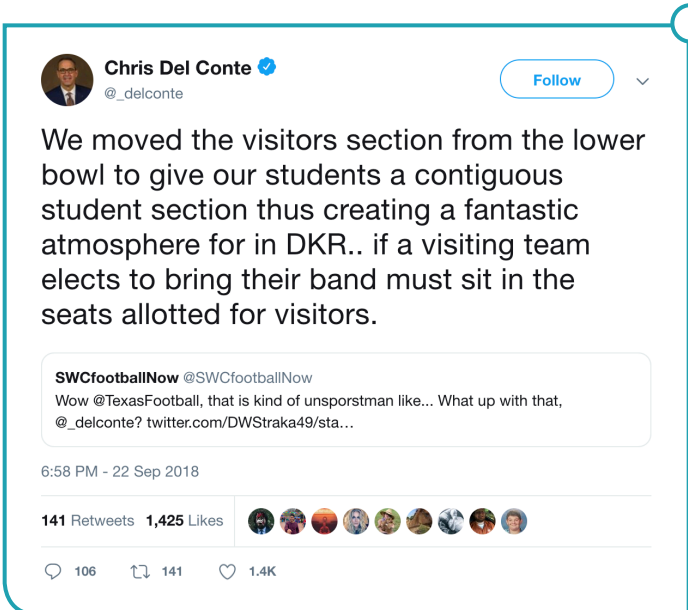 Chris Del Conte
@_delconte
Follow
We moved the visitors section from the lower
bowl to give our students a contiguous
student section thus creating a fantastic
atmosphere for in DKR.. if a visiting team
elects to bring their band must sit in the
seats allotted for visitors.
SWCfootballNow @SWCfootballNow
Wow @TexasFootball, that is kind of unsporstman like... What up with that,
@_delconte? twitter.com/DWStraka49/sta…
6:58 PM - 22 Sep 2018
141 Retweets 1,425 Likes
106 141 1.4K